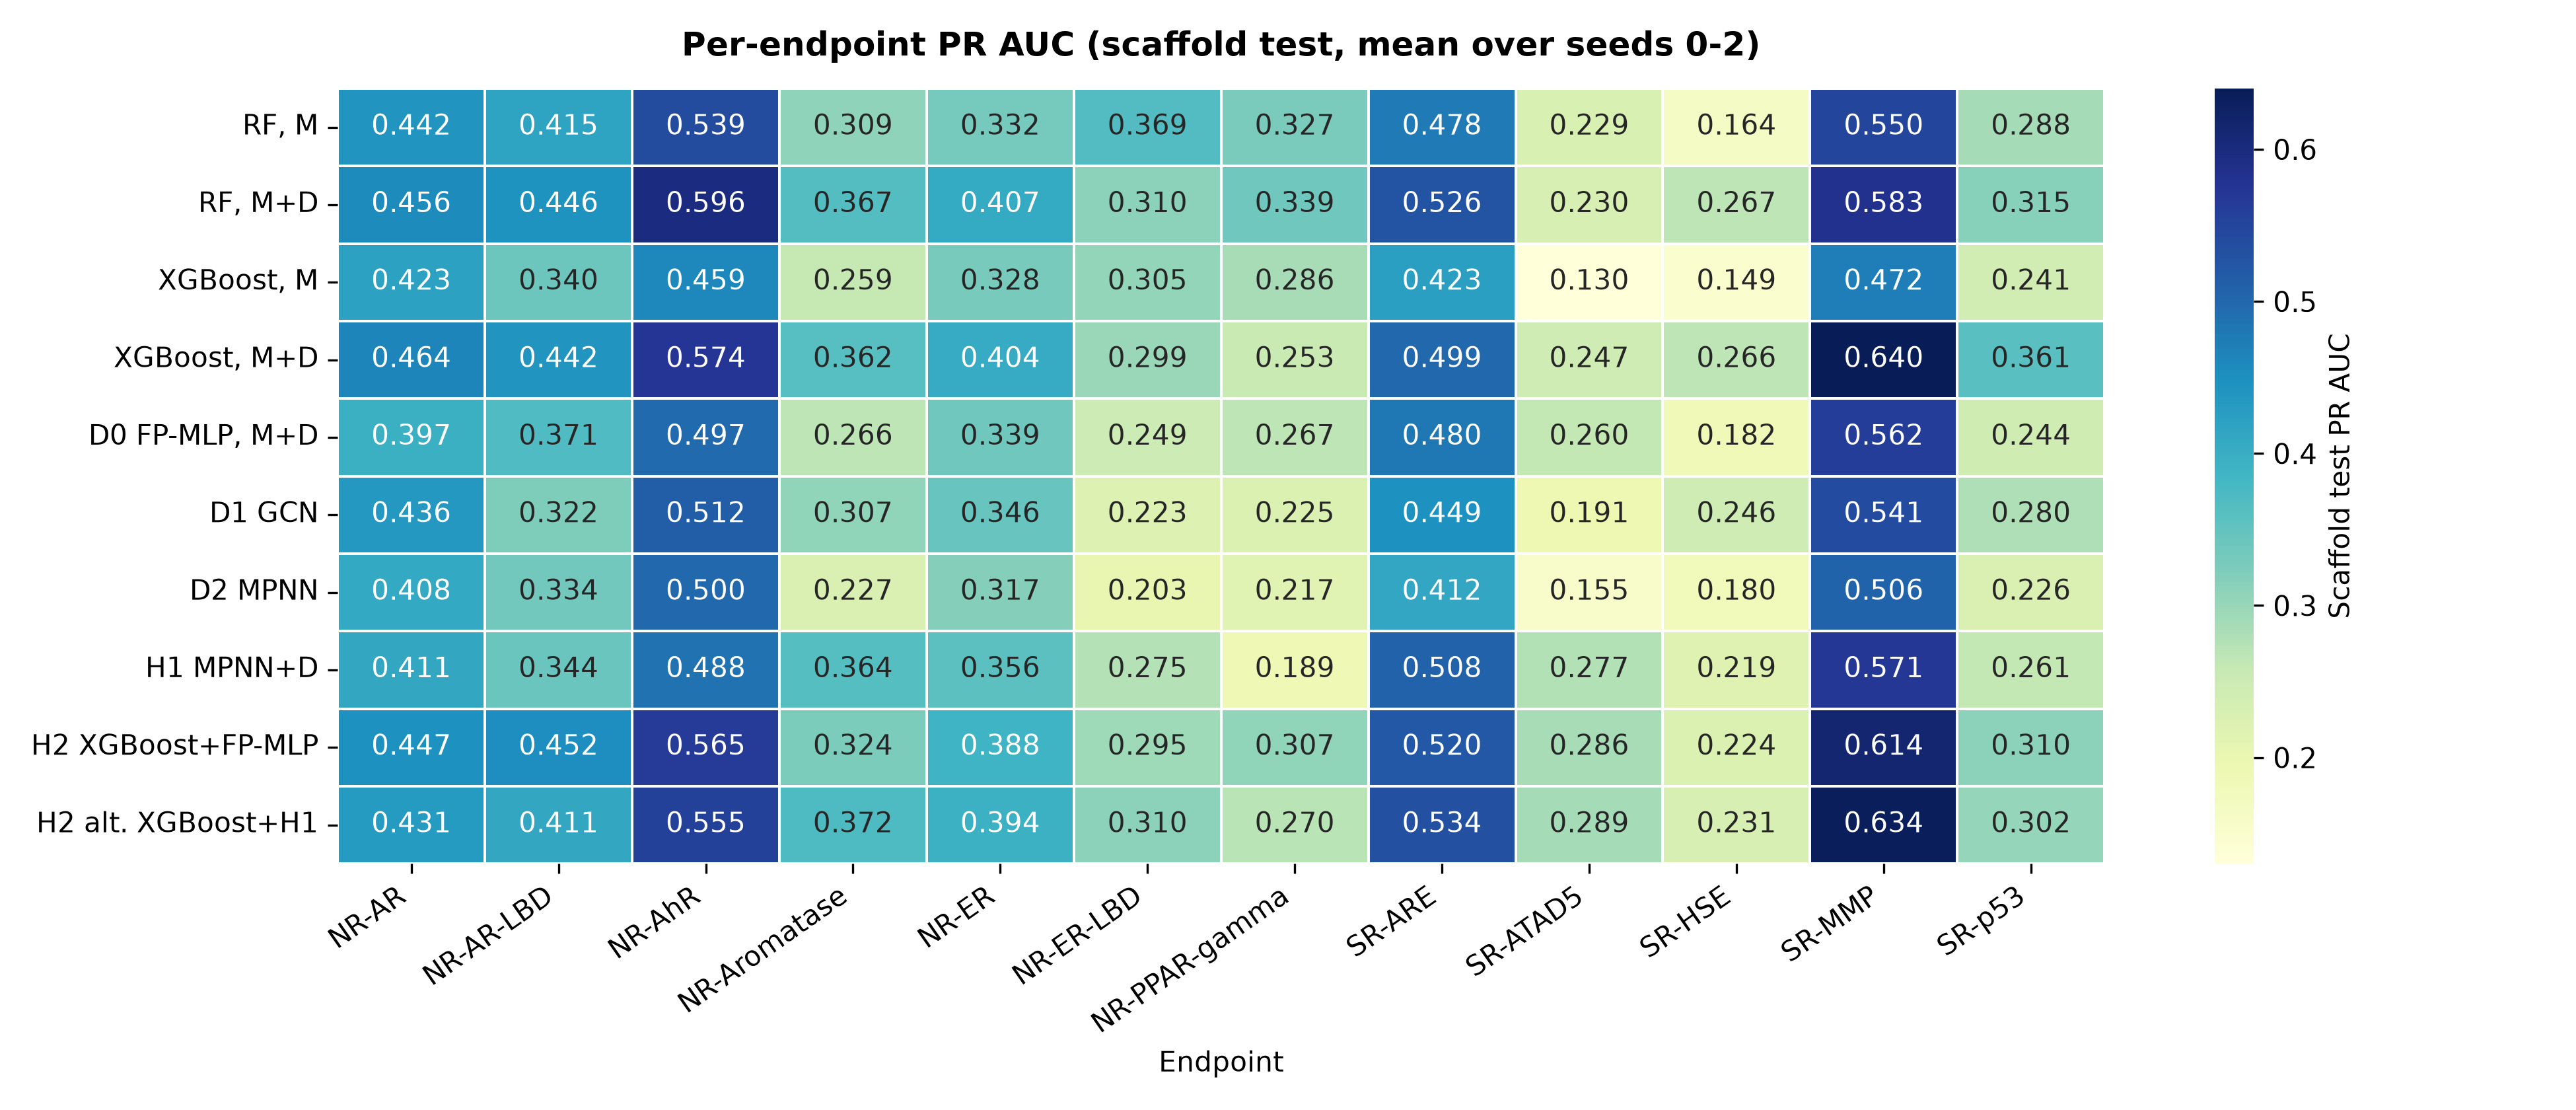 Per-endpoint PR AUC (scaffold test, mean over seeds 0-2)
RF, M 0.442 0.415 0.539 0.309 0.332 0.369 0.327 0.478 0.229 0.164 0.550 0.288
RF, M+D 0.456 0.446 0.596 0.367 0.407 0.310 0.339 0.526 0.230 0.267 0.583 0.315
XGBoost, M 0.423 0.340 0.459 0.259 0.328 0.305 0.286 0.423 0.130 0.149 0.472 0.241
XGBoost, M+D 0.464 0.442 0.574 0.362 0.404 0.299 0.253 0.499 0.247 0.266 0.640 0.361
D0 FP-MLP, M+D 0.397 0.371 0.497 0.266 0.339 0.249 0.267 0.480 0.260 0.182 0.562 0.244
D1 GCN 0.436 0.322 0.512 0.307 0.346 0.223 0.225 0.449 0.191 0.246 0.541 0.280
D2 MPNN 0.408 0.334 0.500 0.227 0.317 0.203 0.217 0.412 0.155 0.180 0.506 0.226
H1 MPNN+D 0.411 0.344 0.488 0.364 0.356 0.275 0.189 0.508 0.277 0.219 0.571 0.261
H2 XGBoost+FP-MLP 0.447 0.452 0.565 0.324 0.388 0.295 0.307 0.520 0.286 0.224 0.614 0.310
H2 alt. XGBoost+H1 0.431 0.411 0.555 0.372 0.394 0.310 0.270 0.534 0.289 0.231 0.634 0.302
NR-AR NR-AR-LBD NR-AhR NR-Aromatase NR-ER NR-ER-LBD NR-PPAR-gamma SR-ARE SR-ATAD5 SR-HSE SR-MMP SR-p53
Endpoint
0.6
0.5
0.4
0.3
0.2
Scaffold test PR AUC